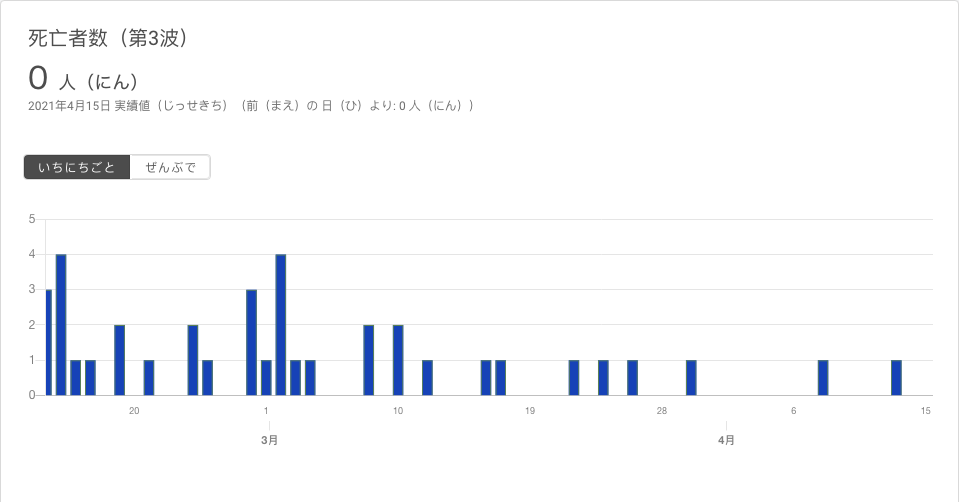 死亡者数（第3波）
0 人（にん）
2021年4月15日 実績値（じっせきち）（前（まえ）の 日（ひ）より: 0 人（にん））
いちにちごと ぜんぶで
5
4
3
2
1
0
20 1 10 19 28 6 15
3月 4月